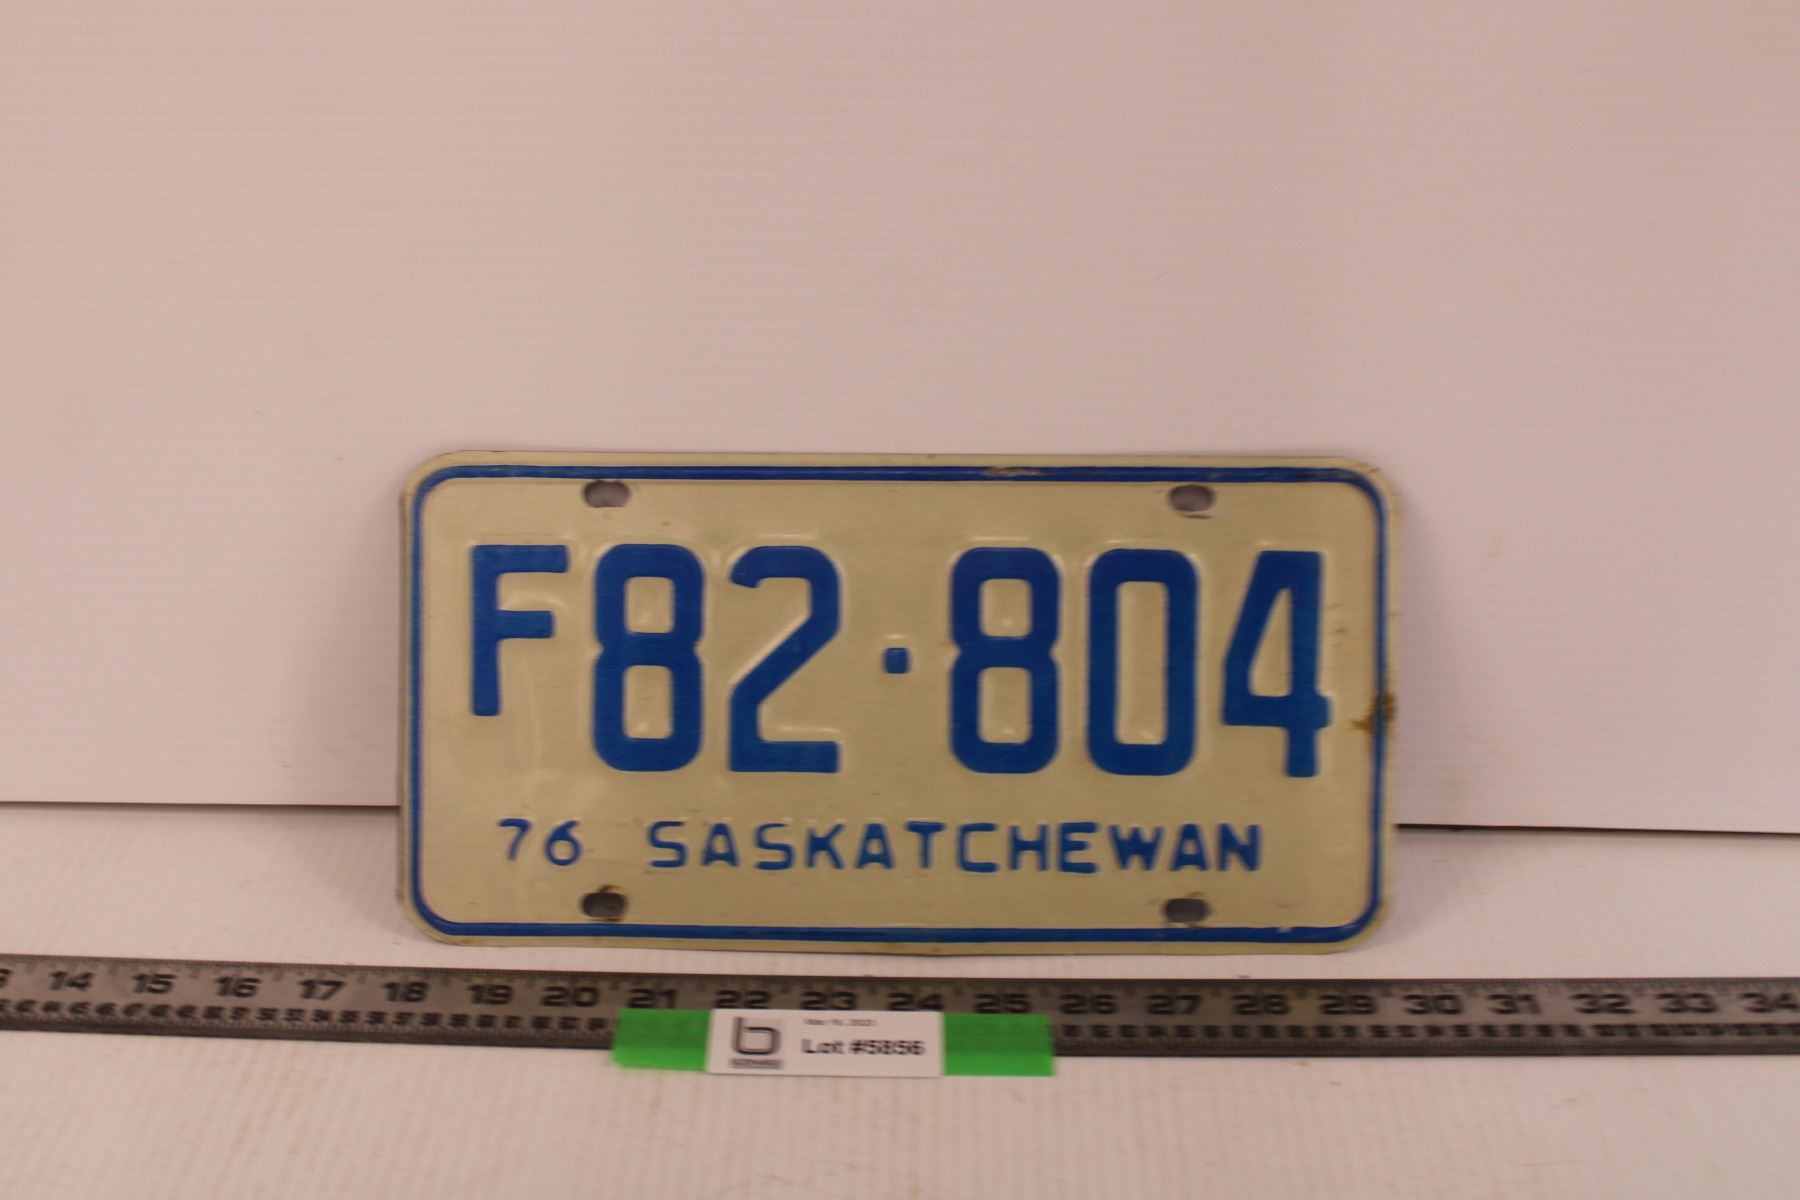 F82·804
76 SASKATCHEWAN
14 15 16 17 18 19 20 21 22 23 24 25 26 27 28 29 30 31 32 33 34
b
Lot #5856